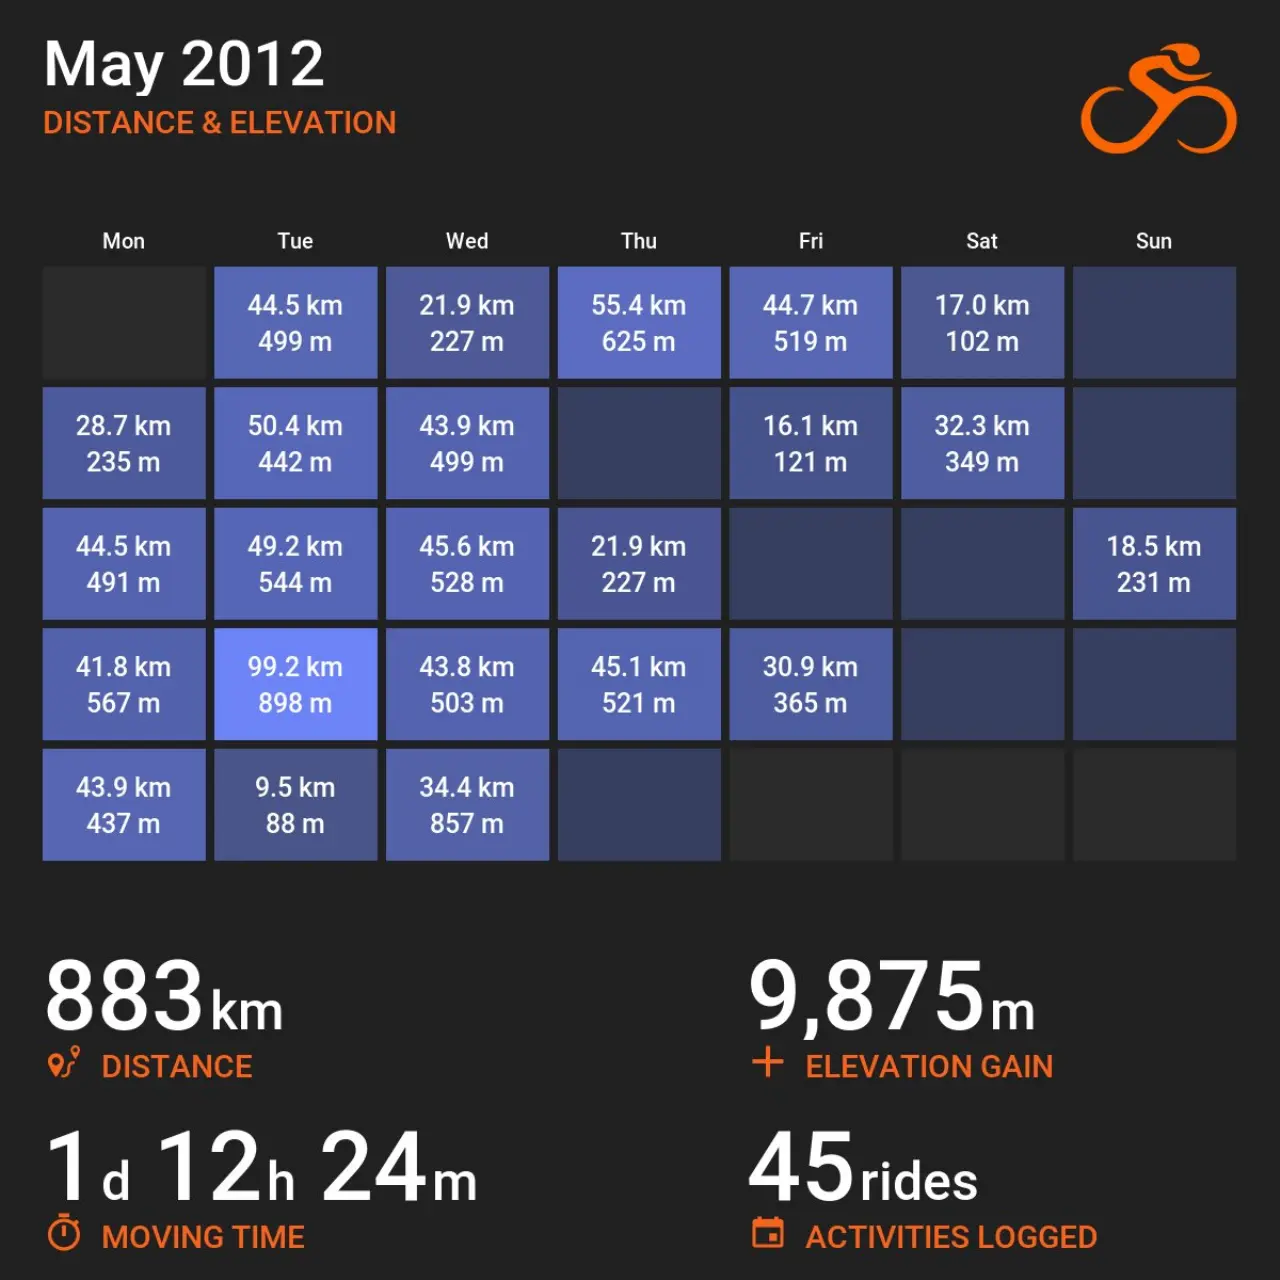 May 2012
DISTANCE & ELEVATION
Mon Tue Wed Thu Fri Sat Sun
44.5 km 21.9 km 55.4 km 44.7 km 17.0 km
499 m 227 m 625 m 519 m 102 m
28.7 km 50.4 km 43.9 km 16.1 km 32.3 km
235 m 442 m 499 m 121 m 349 m
44.5 km 49.2 km 45.6 km 21.9 km 18.5 km
491 m 544 m 528 m 227 m 231 m
41.8 km 99.2 km 43.8 km 45.1 km 30.9 km
567 m 898 m 503 m 521 m 365 m
43.9 km 9.5 km 34.4 km
437 m 88 m 857 m
883 km 9,875 m
DISTANCE ELEVATION GAIN
1d 12h 24m 45 rides
MOVING TIME ACTIVITIES LOGGED